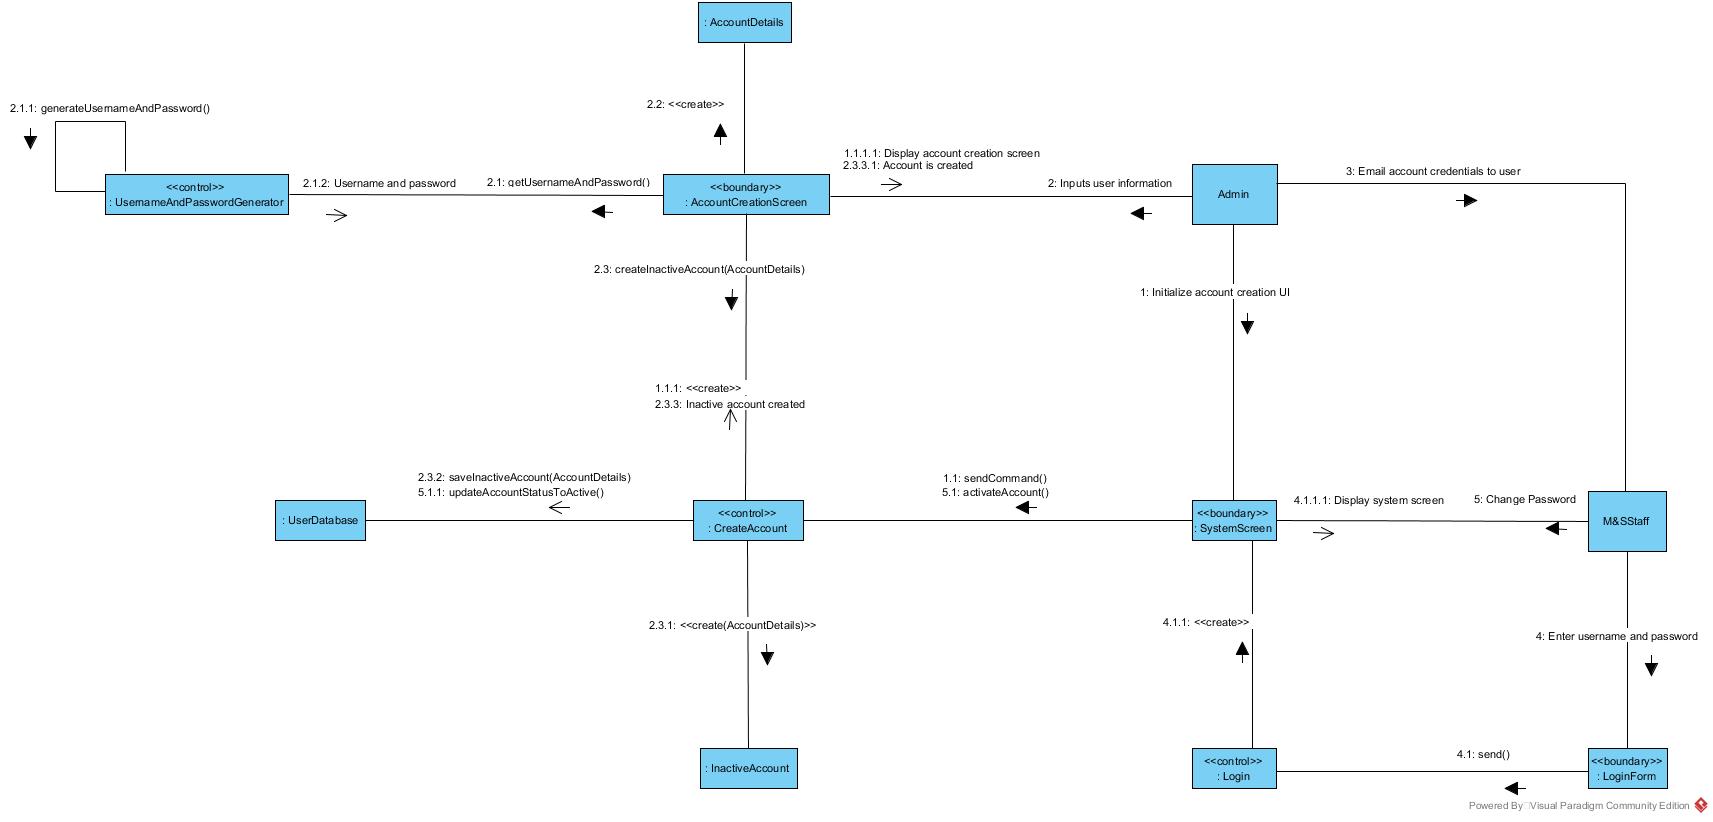 : AccountDetails
2.2: <<create>>
2.1.1: generateUsernameAndPassword()
<<control>>
: UsernameAndPasswordGenerator
2.1.2: Username and password
2.1: getUsernameAndPassword()
<<boundary>>
: AccountCreationScreen
1.1.1.1: Display account creation screen
2.3.3.1: Account is created
2: Inputs user information
Admin
3: Email account credentials to user
2.3: createInactiveAccount(AccountDetails)
1: Initialize account creation UI
1.1.1: <<create>>
2.3.3: Inactive account created
2.3.2: saveInactiveAccount(AccountDetails)
5.1.1: updateAccountStatusToActive()
1.1: sendCommand()
5.1: activateAccount()
: UserDatabase
<<control>>
: CreateAccount
<<boundary>>
: SystemScreen
4.1.1.1: Display system screen
5: Change Password
M&SStaff
2.3.1: <<create(AccountDetails)>>
4.1.1: <<create>>
4: Enter username and password
: InactiveAccount
<<control>>
: Login
4.1: send()
<<boundary>>
: LoginForm
Powered By Visual Paradigm Community Edition